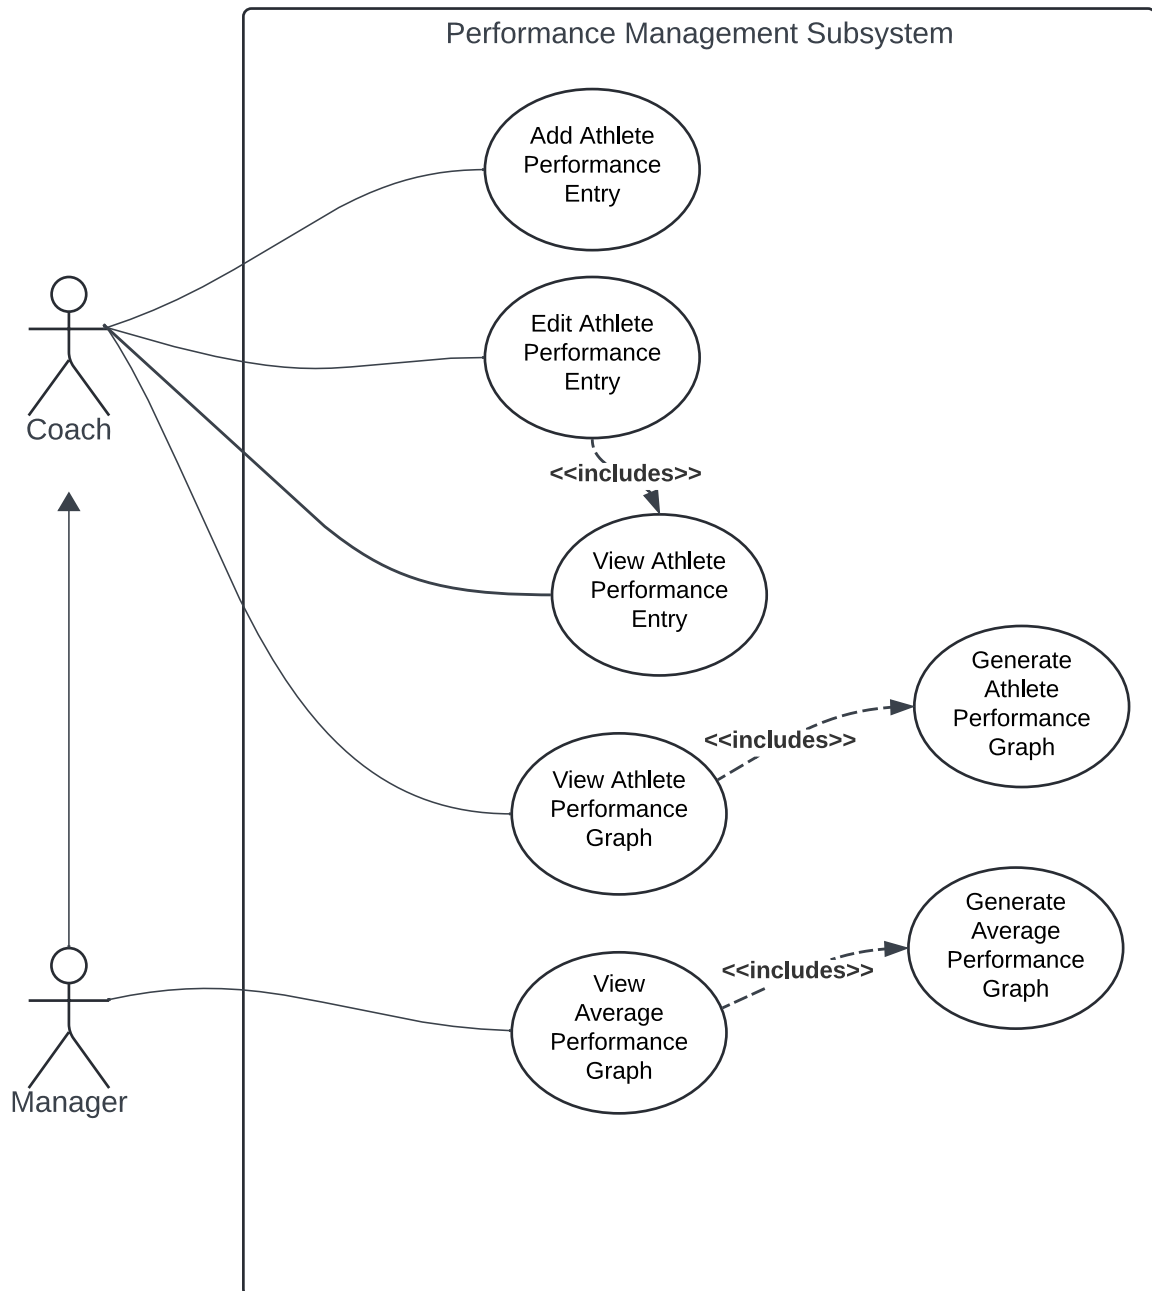 Performance Management Subsystem
Add Athlete
Performance
Entry
Edit Athlete
Performance
Entry
Coach
<<includes>>
View Athlete
Performance
Entry
Generate
Athlete
Performance
Graph
<<includes>>
View Athlete
Performance
Graph
Generate
Average
Performance
Graph
<<includes>>
View
Average
Performance
Graph
Manager